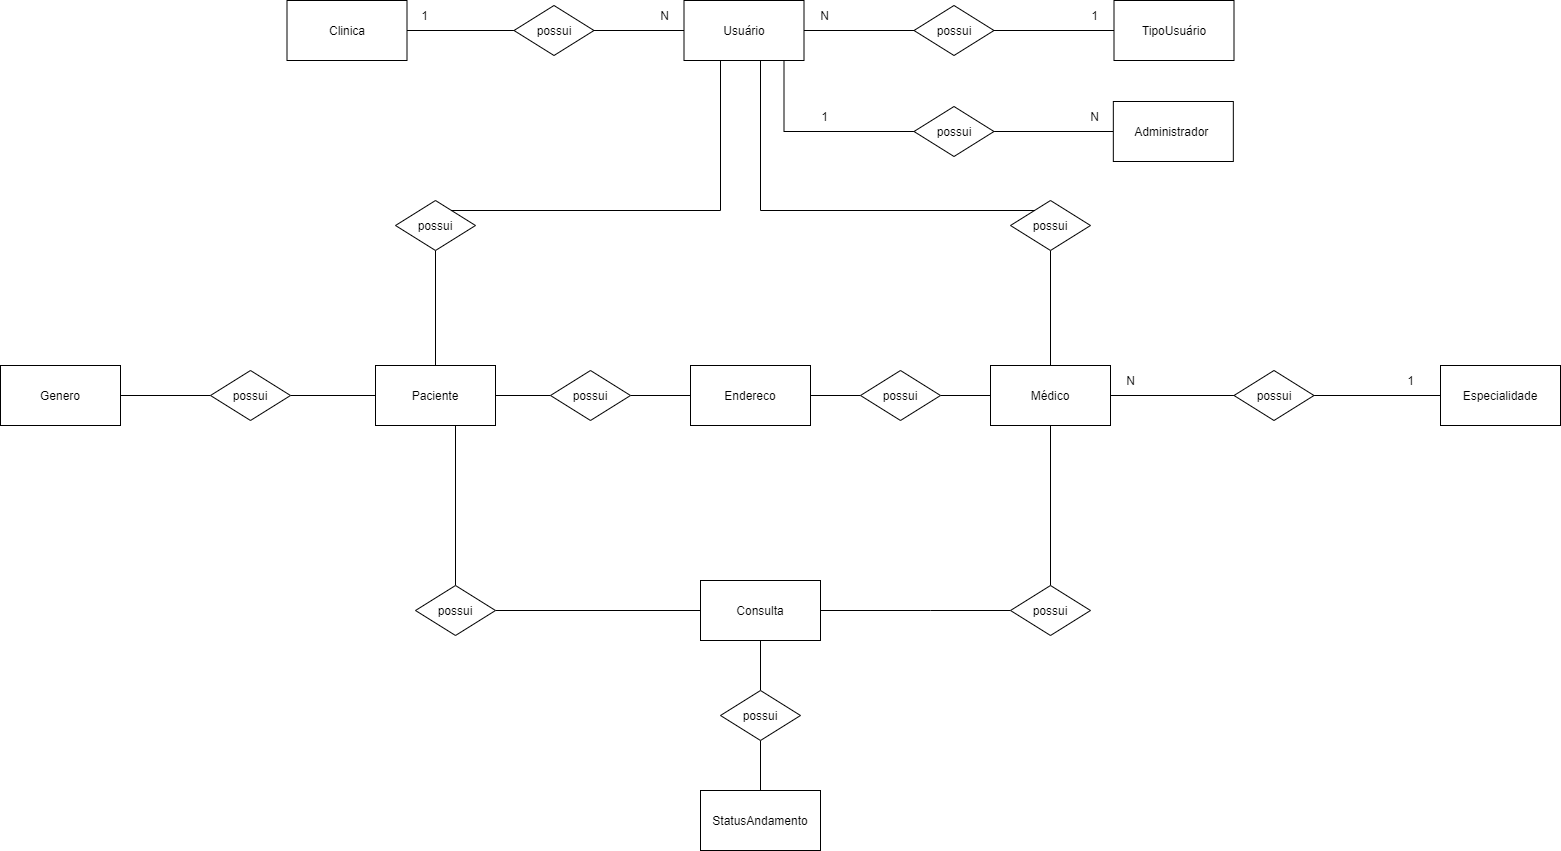 Clinica
1
possui
N
Usuário
N
possui
1
TipoUsuário
1
possui
N
Administrador
possui
possui
Genero
possui
Paciente
possui
Endereco
possui
Médico
N
possui
1
Especialidade
possui
Consulta
possui
possui
StatusAndamento